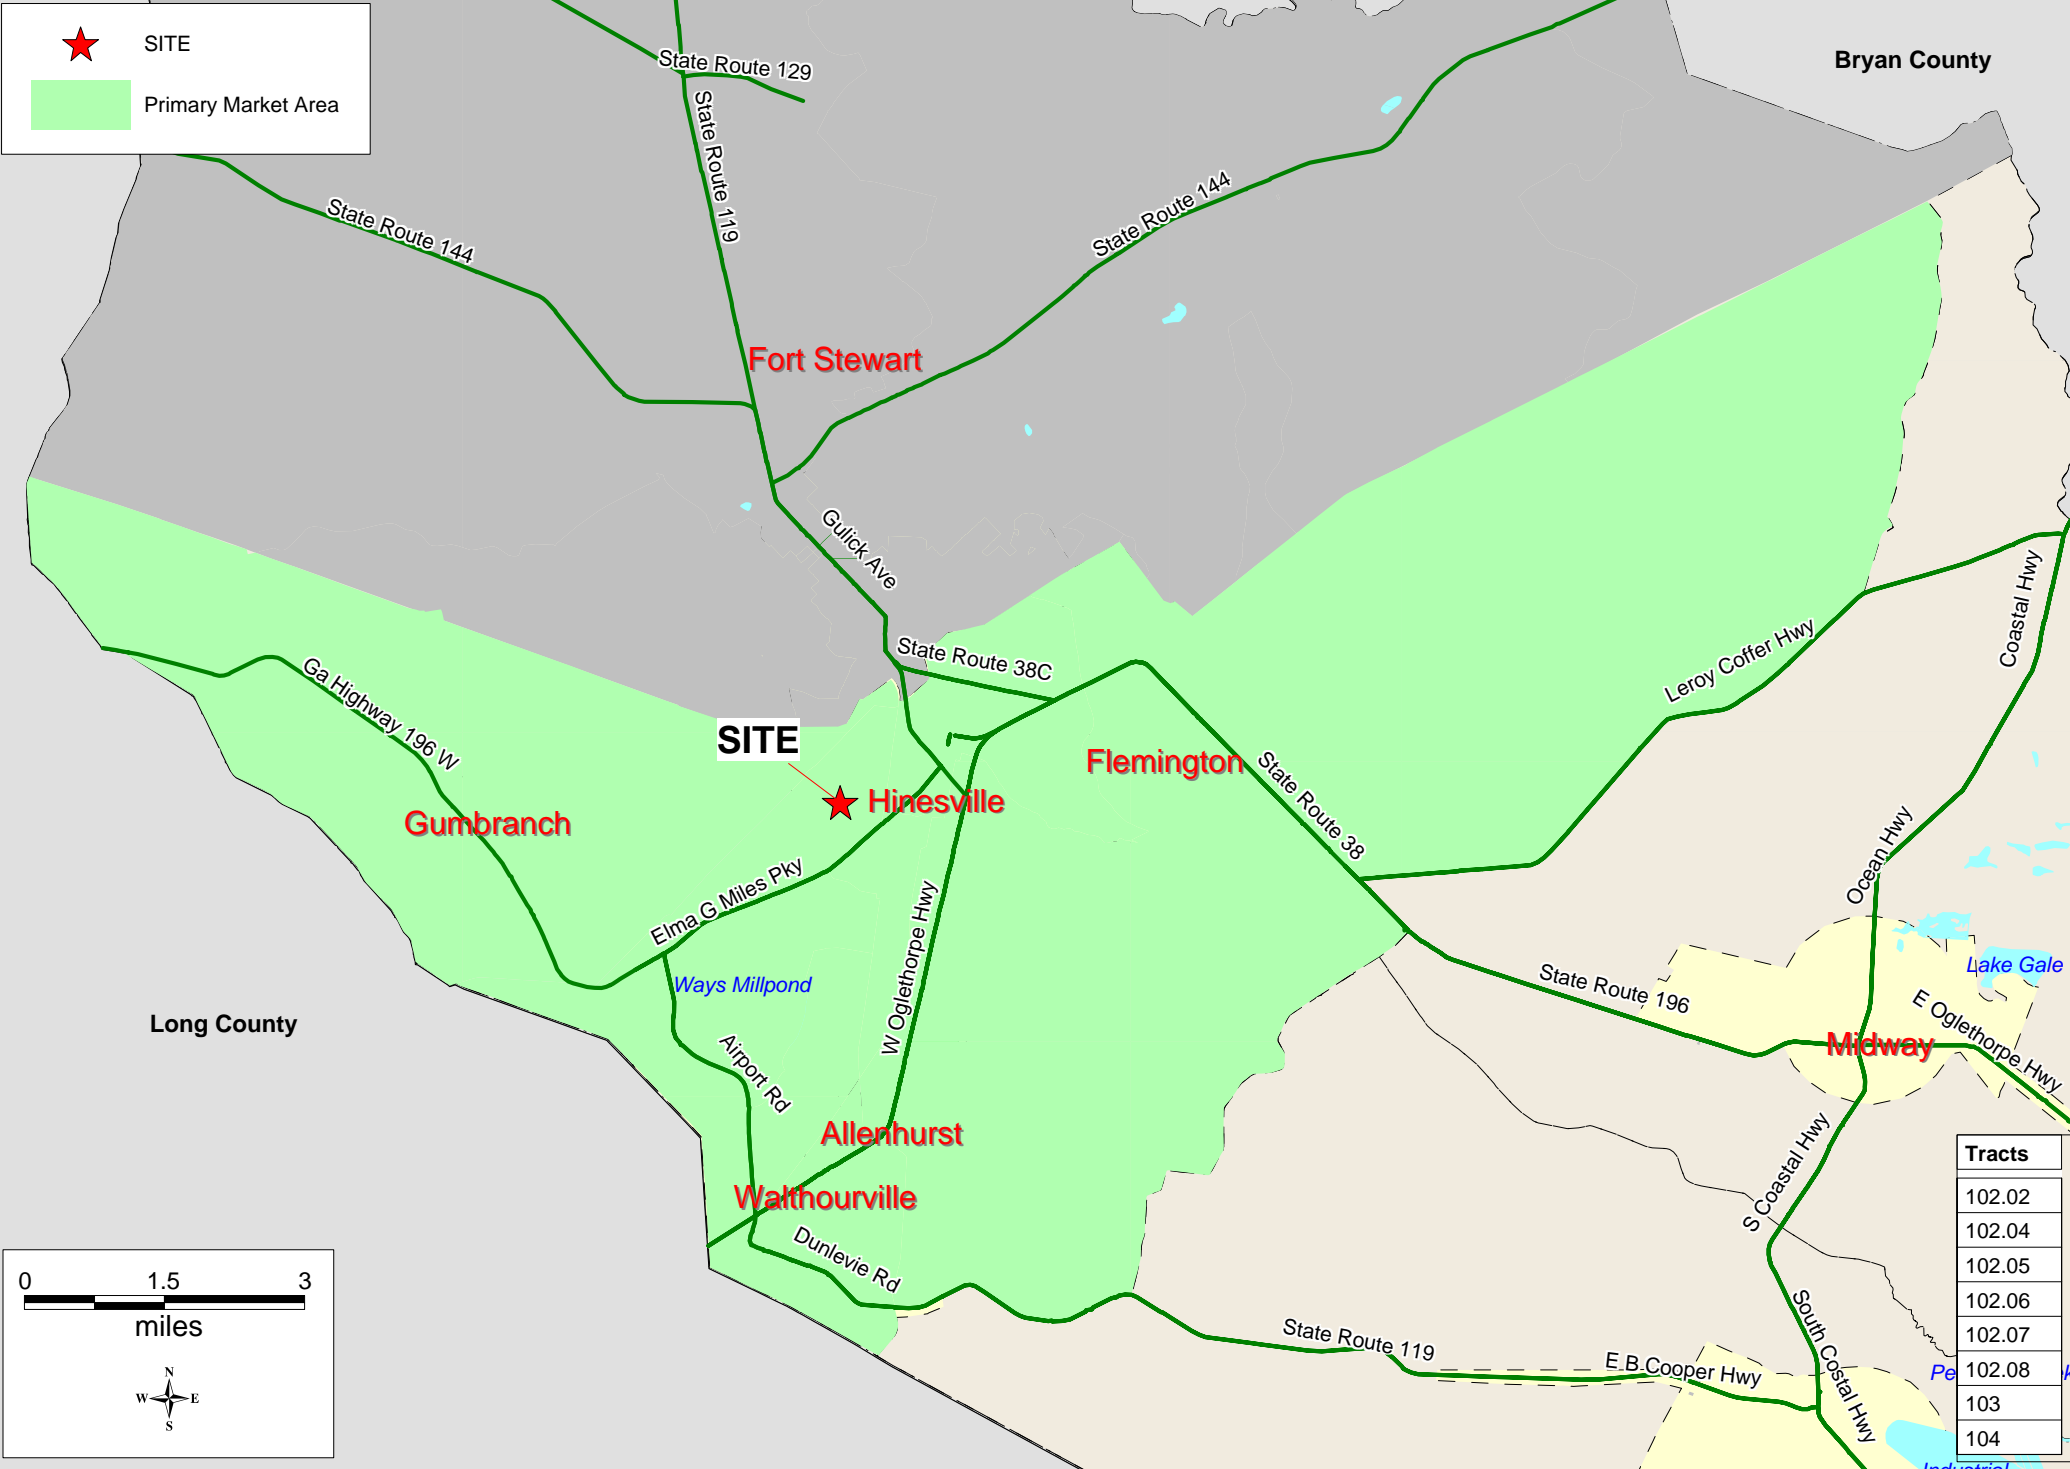 SITE
Primary Market Area
Bryan County
State Route 129
State Route 119
State Route 144
State Route 144
Fort Stewart
Gulick Ave
State Route 38C
Coastal Hwy
Leroy Coffer Hwy
Ga Highway 196 W
SITE
Flemington
State Route 38
Hinesville
Gumbranch
Ocean Hwy
Elma G Miles Pky
W Oglethorpe Hwy
Ways Millpond
Lake Gale
State Route 196
E Oglethorpe Hwy
Long County
Midway
Airport Rd
Allenhurst
S Coastal Hwy
Walthourville
Dunlevie Rd
State Route 119
E B Cooper Hwy
South Costal Hwy
Pe
ek
Industrial
Tracts
102.02
102.04
102.05
102.06
102.07
102.08
103
104
0 1.5 3
miles
N
W E
S